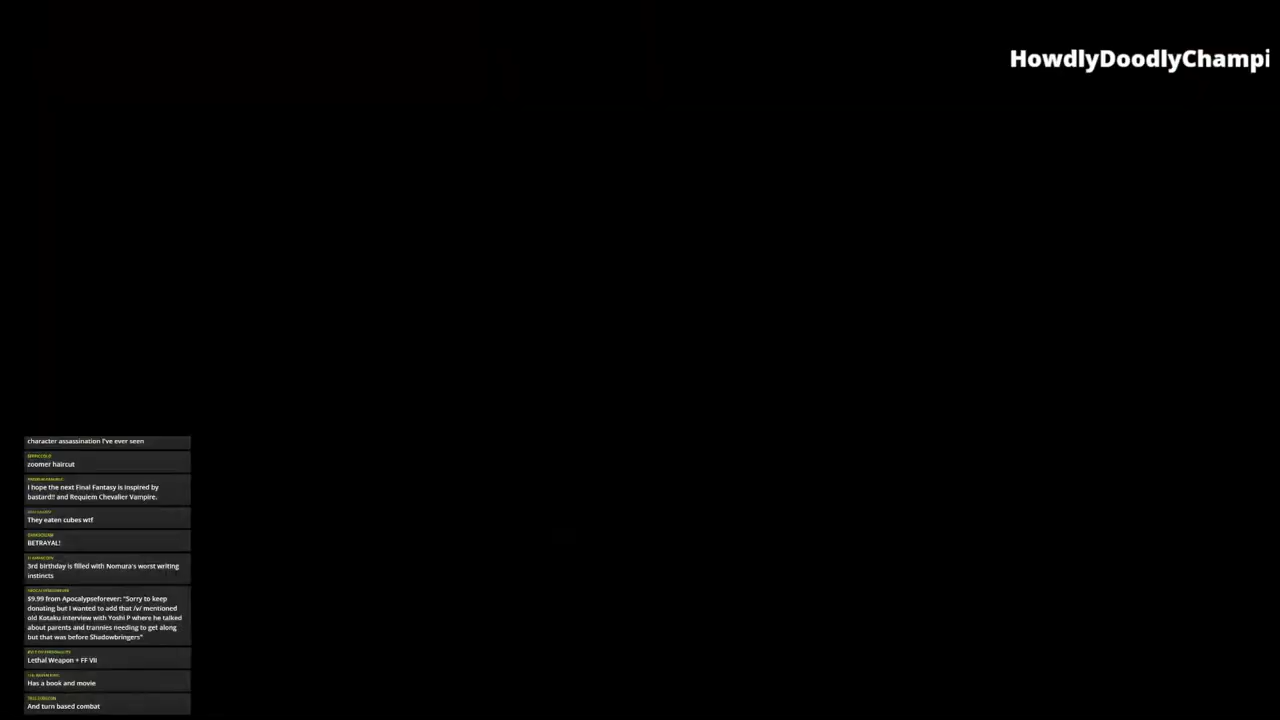 HowdlyDoodlyChampi
character assassination I've ever seen
zoomer haircut
I hope the next Final Fantasy is inspired by
bastard!! and Requiem Chevalier Vampire.
They eaten cubes wtf
BETRAYAL!
3rd birthday is filled with Nomura's worst writing
instincts
$9.99 from Apocalypseforever: "Sorry to keep
donating but I wanted to add that /v/ mentioned
old Kotaku interview with Yoshi P where he talked
about parents and trannies needing to get along
but that was before Shadowbringers"
Lethal Weapon + FF VII
Has a book and movie
And turn based combat